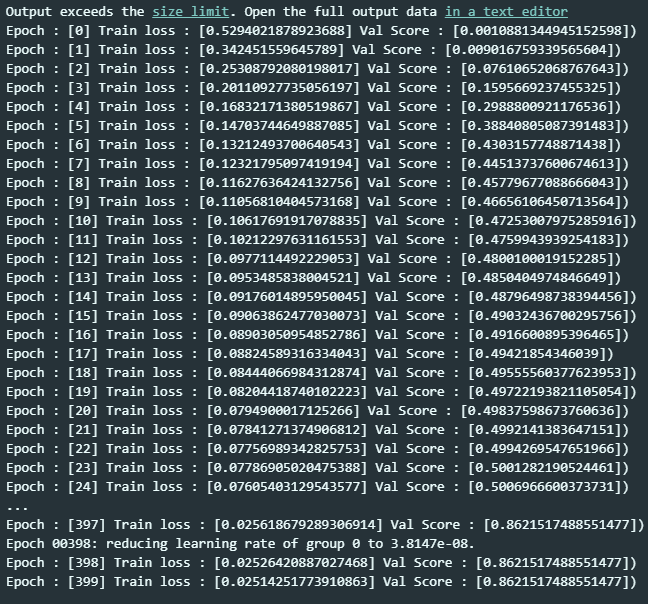 Output exceeds the size limit. Open the full output data in a text editor
Epoch : [0] Train loss : [0.5294021878923688] Val Score : [0.0010881344945152598])
Epoch : [1] Train loss : [0.342451559645789] Val Score : [0.009016759339565604])
Epoch : [2] Train loss : [0.25308792080198017] Val Score : [0.07610652068767643])
Epoch : [3] Train loss : [0.20110927735056197] Val Score : [0.1595669237455325])
Epoch : [4] Train loss : [0.16832171380519867] Val Score : [0.2988800921176536])
Epoch : [5] Train loss : [0.14703744649887085] Val Score : [0.38840805087391483])
Epoch : [6] Train loss : [0.13212493700640543] Val Score : [0.4303157748871438])
Epoch : [7] Train loss : [0.12321795097419194] Val Score : [0.44513737600674613])
Epoch : [8] Train loss : [0.11627636424132756] Val Score : [0.45779677088666043])
Epoch : [9] Train loss : [0.11056810404573168] Val Score : [0.46656106450713564])
Epoch : [10] Train loss : [0.10617691917078835] Val Score : [0.47253007975285916])
Epoch : [11] Train loss : [0.10212297631161553] Val Score : [0.4759943939254183])
Epoch : [12] Train loss : [0.0977114492229053] Val Score : [0.4800100019152285])
Epoch : [13] Train loss : [0.0953485838004521] Val Score : [0.4850404974846649])
Epoch : [14] Train loss : [0.09176014895950045] Val Score : [0.48796498738394456])
Epoch : [15] Train loss : [0.09063862477030073] Val Score : [0.49032436700295756])
Epoch : [16] Train loss : [0.08903050954852786] Val Score : [0.4916600895396465])
Epoch : [17] Train loss : [0.08824589316334043] Val Score : [0.49421854346039])
Epoch : [18] Train loss : [0.08444066984312874] Val Score : [0.49555560377623953])
Epoch : [19] Train loss : [0.08204418740102223] Val Score : [0.49722193821105054])
Epoch : [20] Train loss : [0.0794900017125266] Val Score : [0.49837598673760636])
Epoch : [21] Train loss : [0.07841271374906812] Val Score : [0.4992141383647151])
Epoch : [22] Train loss : [0.07756989342825753] Val Score : [0.4994269547651966])
Epoch : [23] Train loss : [0.07786905020475388] Val Score : [0.5001282190524461])
Epoch : [24] Train loss : [0.07605403129543577] Val Score : [0.5006966600373731])
...
Epoch : [397] Train loss : [0.025618679289306914] Val Score : [0.8621517488551477])
Epoch 00398: reducing learning rate of group 0 to 3.8147e-08.
Epoch : [398] Train loss : [0.02526420887027468] Val Score : [0.8621517488551477])
Epoch : [399] Train loss : [0.02514251773910863] Val Score : [0.8621517488551477])